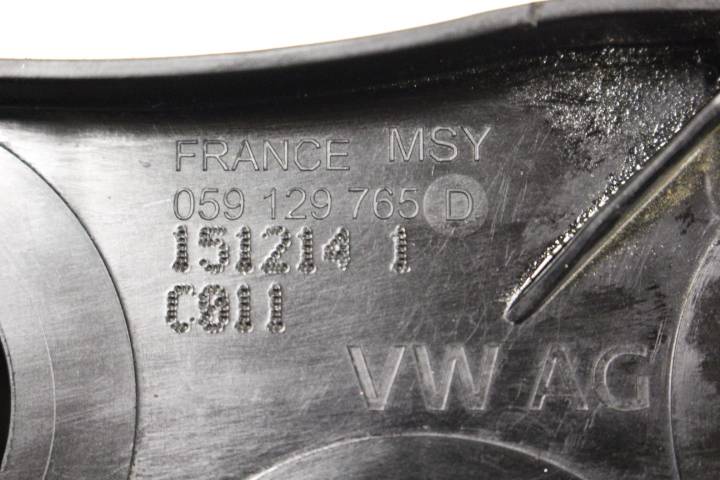 FRANCE MSY
059 129 765 D
151214 1
C011
VW AG